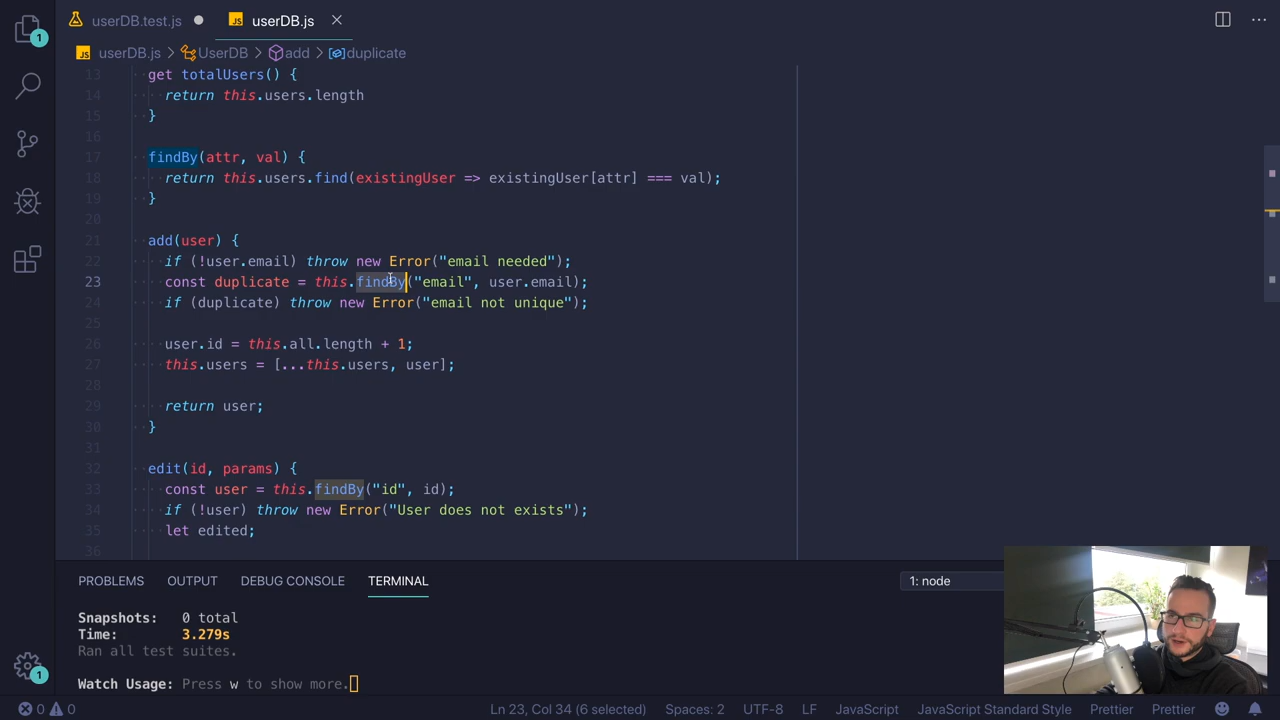 userDB.test.js
JS userDB.js
1
JS userDB.js > UserDB > add > duplicate
13 get totalUsers() {
14 return this.users.length
15 }
16
17 findBy(attr, val) {
18 return this.users.find(existingUser => existingUser[attr] === val);
19 }
20
21 add(user) {
22 if (!user.email) throw new Error("email needed");
23 const duplicate = this.findBy("email", user.email);
24 if (duplicate) throw new Error("email not unique");
25
26 user.id = this.all.length + 1;
27 this.users = [...this.users, user];
28
29 return user;
30 }
31
32 edit(id, params) {
33 const user = this.findBy("id", id);
34 if (!user) throw new Error("User does not exists");
35 let edited;
36
PROBLEMS OUTPUT DEBUG CONSOLE TERMINAL 1: node
Snapshots: 0 total
Time: 3.279s
Ran all test suites.
Watch Usage: Press w to show more.
1
0 0 Ln 23, Col 34 (6 selected) Spaces: 2 UTF-8 LF JavaScript JavaScript Standard Style Prettier Prettier